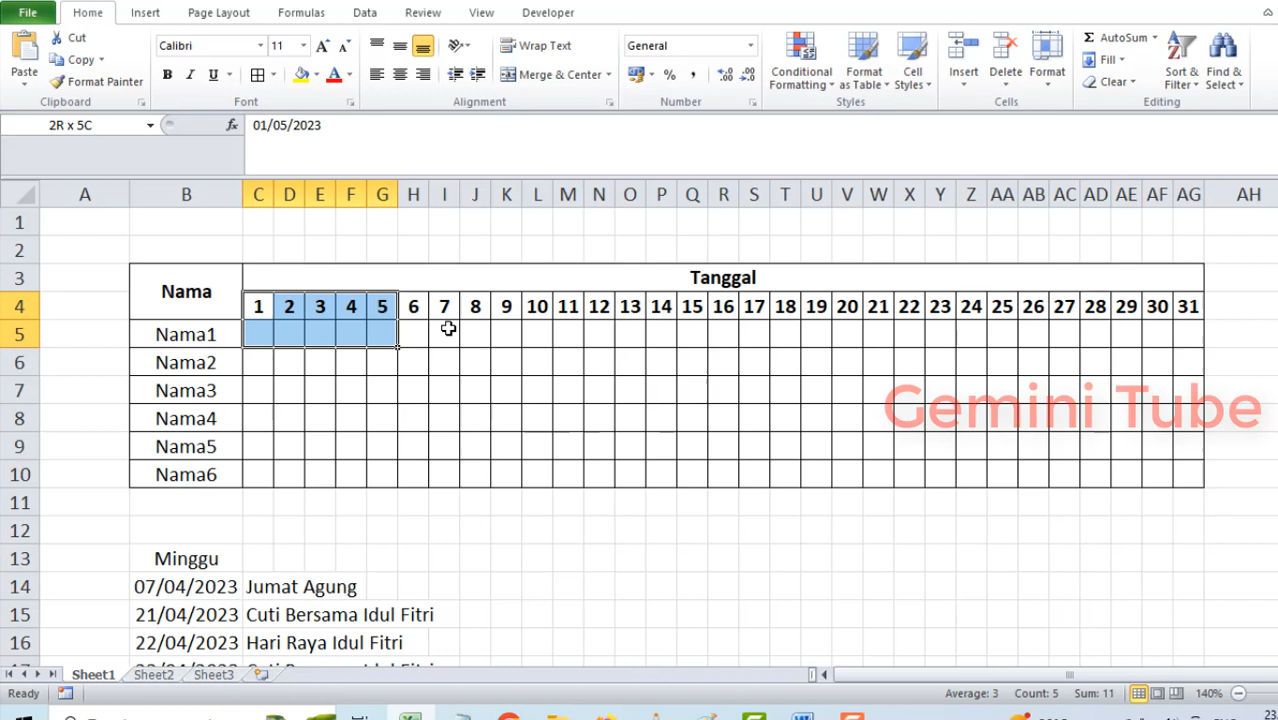 File Home Insert Page Layout Formulas Data Review View Developer
Paste Cut Copy Format Painter Clipboard
Calibri 11 B I U A A A Font
Wrap Text Merge & Center Alignment
General % , .0 .00 .00 .0 Number
Conditional Formatting Format as Table Cell Styles Styles
Insert Delete Format Cells
Σ AutoSum Fill Clear Sort & Filter Find & Select Editing
2R x 5C fx 01/05/2023
A B C D E F G H I J K L M N O P Q R S T U V W X Y Z AA AB AC AD AE AF AG AH
1
2
3 Nama Tanggal
4 1 2 3 4 5 6 7 8 9 10 11 12 13 14 15 16 17 18 19 20 21 22 23 24 25 26 27 28 29 30 31
5 Nama1
6 Nama2
7 Nama3
8 Nama4
9 Nama5
10 Nama6
Gemini Tube
11
12
13 Minggu
14 07/04/2023 Jumat Agung
15 21/04/2023 Cuti Bersama Idul Fitri
16 22/04/2023 Hari Raya Idul Fitri
Sheet1 Sheet2 Sheet3
Ready Average: 3 Count: 5 Sum: 11 140%